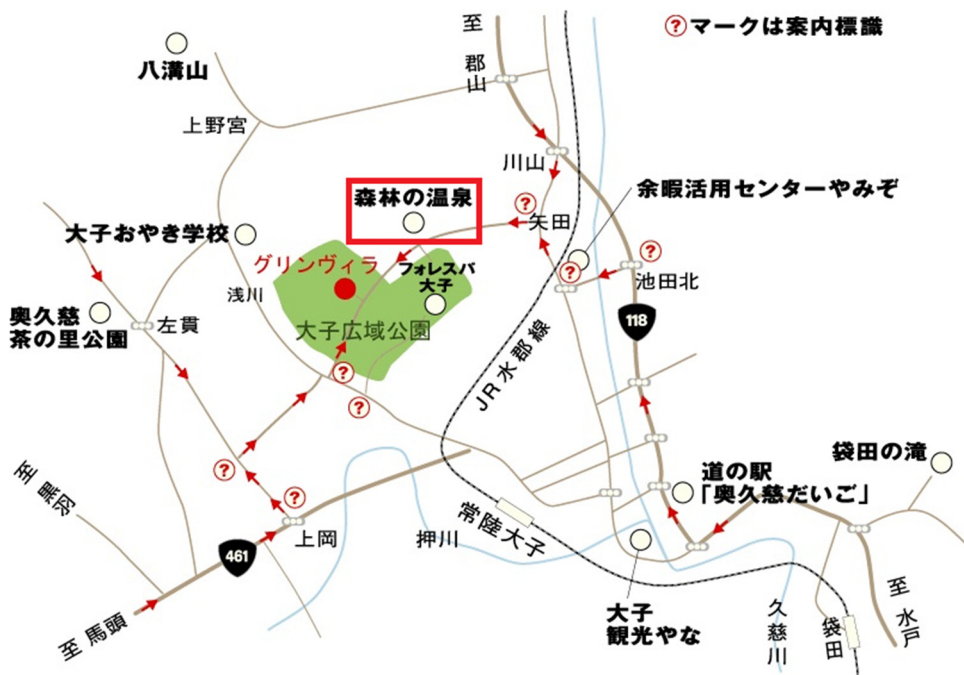 ?マークは案内標識
至
郡
山
八溝山
上野宮
川山
余暇活用センターやみぞ
森林の温泉
?
矢田
大子おやき学校
?
グリンヴィラ
フォレスパ
大子
?
池田北
浅川
奥久慈
茶の里公園
左貫
大子広域公園
118
JR水郡線
?
?
袋田の滝
道の駅
「奥久慈だいご」
?
至黒羽
?
常陸大子
上岡
押川
461
至馬頭
大子
観光やな
久慈川
袋田
至水戸